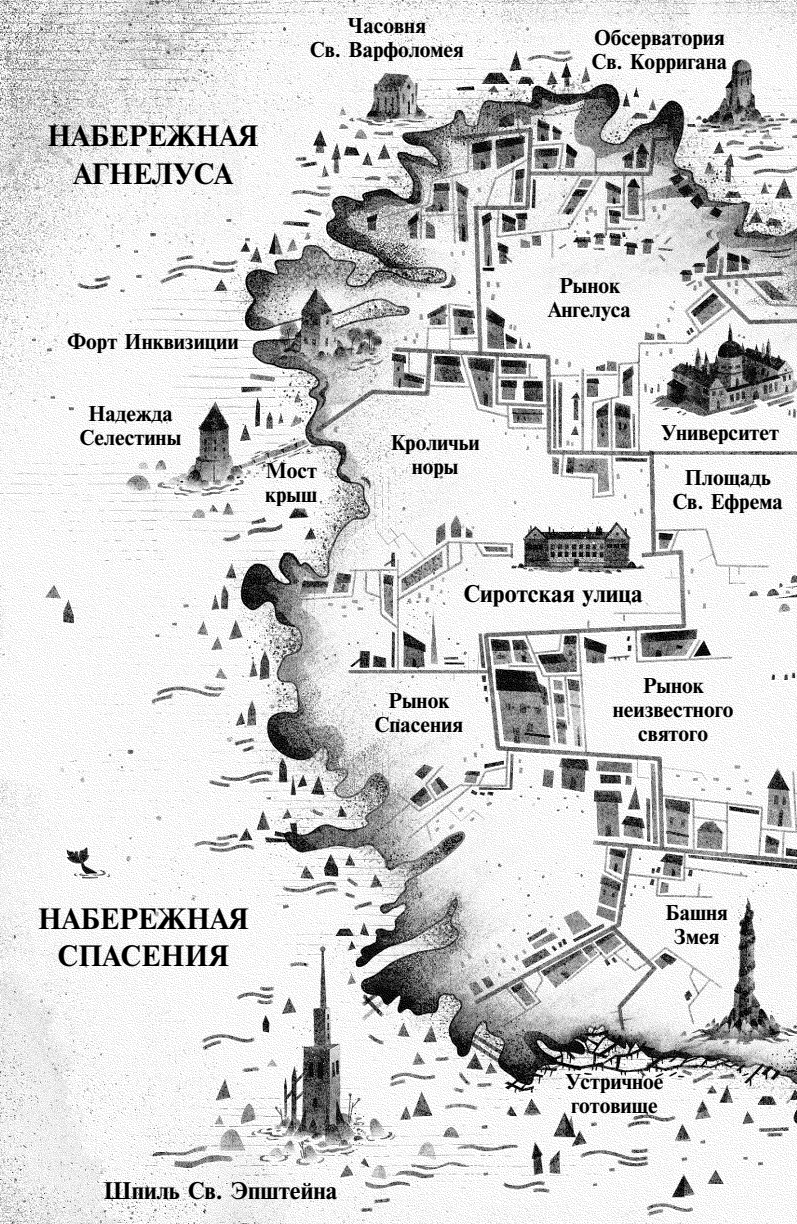 Часовня
Св. Варфоломея
Обсерватория
Св. Корригана
НАБЕРЕЖНАЯ
АГНЕЛУСА
Рынок
Ангелуса
Форт Инквизиции
Надежда
Селестины
Мост
крыш
Кроличьи
норы
Университет
Площадь
Св. Ефрема
Сиротская улица
Рынок
Спасения
Рынок
неизвестного
святого
НАБЕРЕЖНАЯ
СПАСЕНИЯ
Башня
Змея
Устричное
готовище
Шпиль Св. Эпштейна